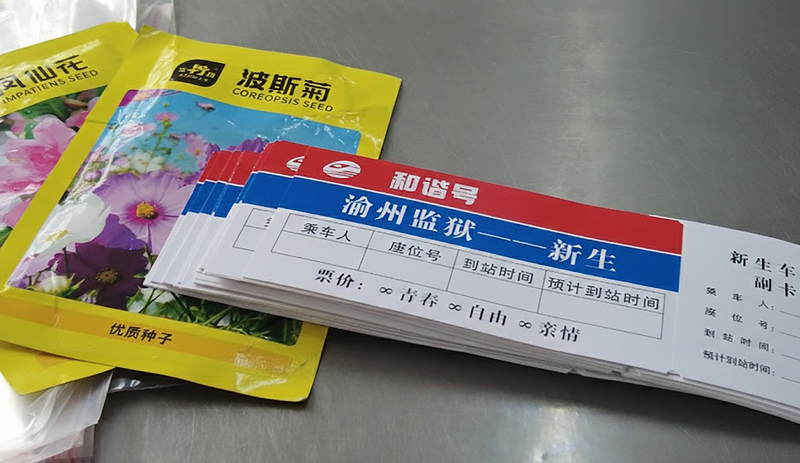 凤仙花
IMPATIENS SEED
波斯菊
COREOPSIS SEED
优质种子
和谐号
渝州监狱——新生
乘车人 座位号 到站时间 预计到站时间
票价：∞青春 ∞自由 ∞亲情
新生车
副卡
乘车人：
座位号：
到站时间：
预计到站时间：